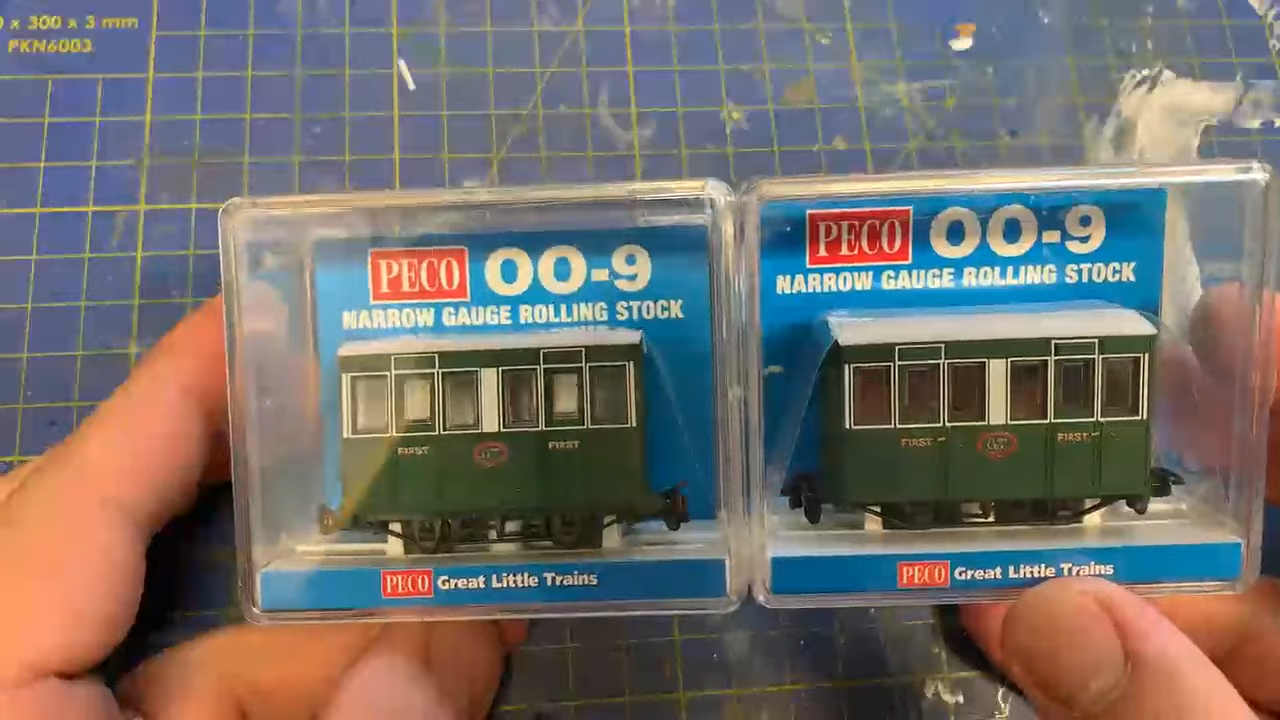 0 x 300 x 3 mm
PKN6003
PECO OO-9
NARROW GAUGE ROLLING STOCK
FIRST FIRST
PECO Great Little Trains
PECO OO-9
NARROW GAUGE ROLLING STOCK
FIRST FIRST
PECO Great Little Trains